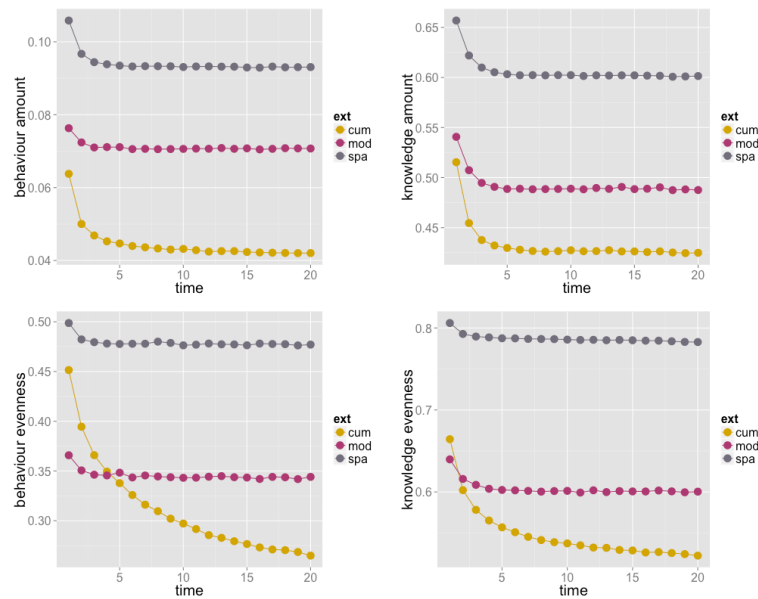 behaviour amount
0.10
0.08
0.06
0.04
5 10 15 20
time
ext
cum
mod
spa
knowledge amount
0.65
0.60
0.55
0.50
0.45
5 10 15 20
time
ext
cum
mod
spa
behaviour evenness
0.50
0.45
0.40
0.35
0.30
5 10 15 20
time
ext
cum
mod
spa
knowledge evenness
0.8
0.7
0.6
5 10 15 20
time
ext
cum
mod
spa